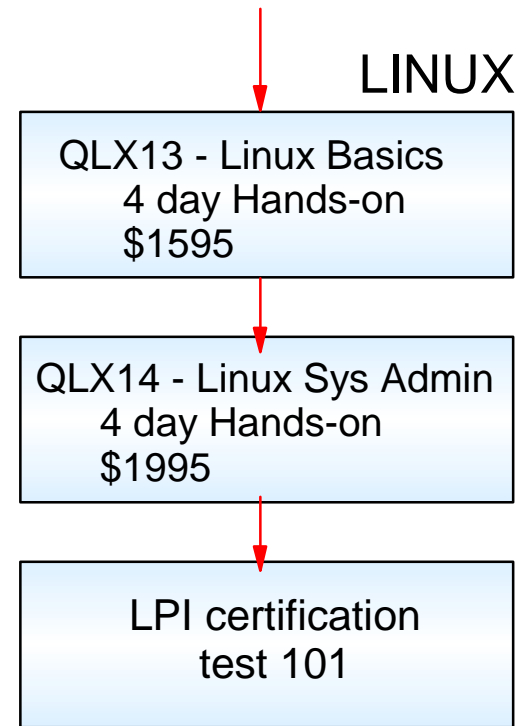 LINUX
QLX13 - Linux Basics
4 day Hands-on
$1595
QLX14 - Linux Sys Admin
4 day Hands-on
$1995
LPI certification
test 101